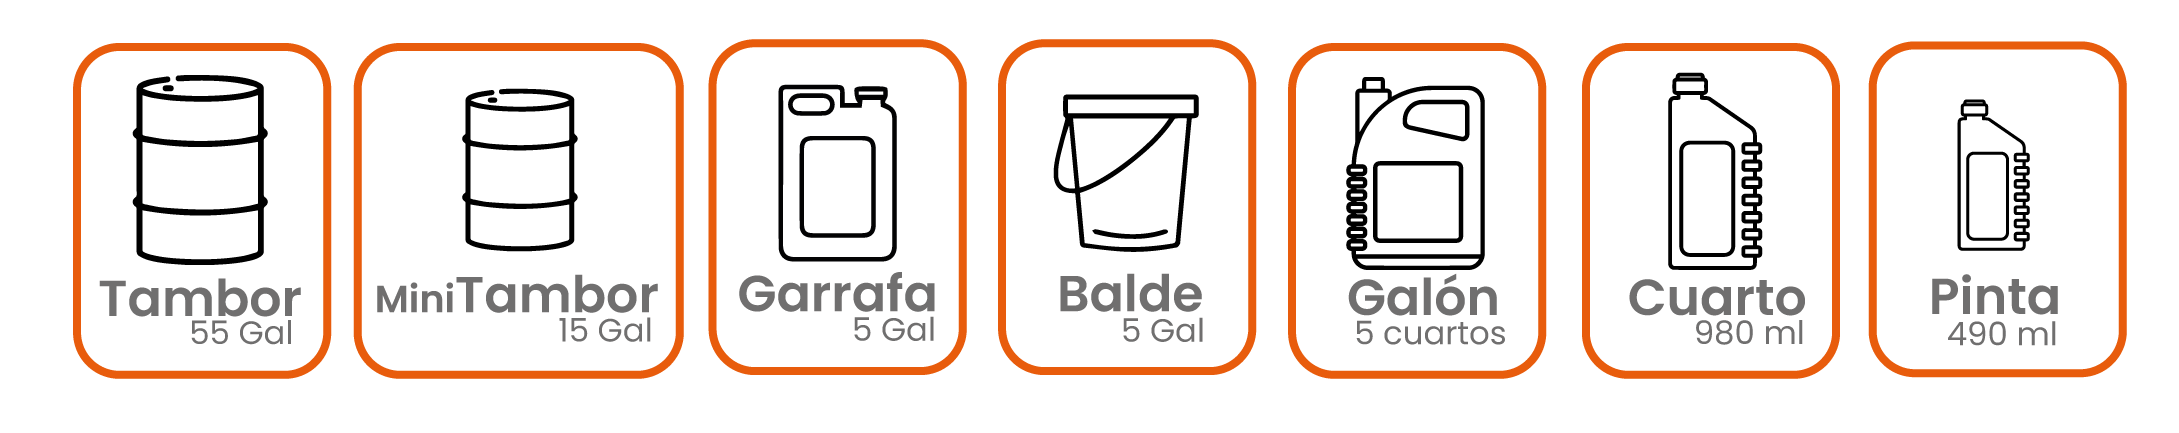 Tambor
55 Gal
MiniTambor
15 Gal
Garrafa
5 Gal
Balde
5 Gal
Galón
5 cuartos
Cuarto
980 ml
Pinta
490 ml